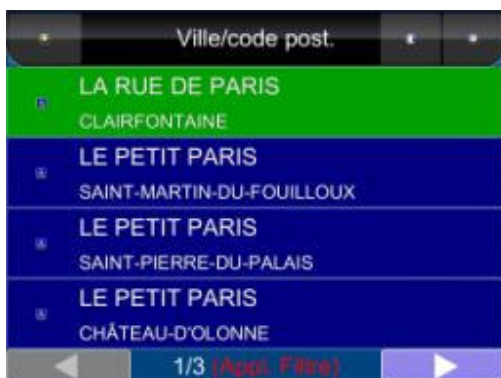 Ville/code post.
LA RUE DE PARIS
CLAIRFONTAINE
LE PETIT PARIS
SAINT-MARTIN-DU-FOUILLOUX
LE PETIT PARIS
SAINT-PIERRE-DU-PALAIS
LE PETIT PARIS
CHÂTEAU-D'OLONNE
1/3 (Appl. Filtre)